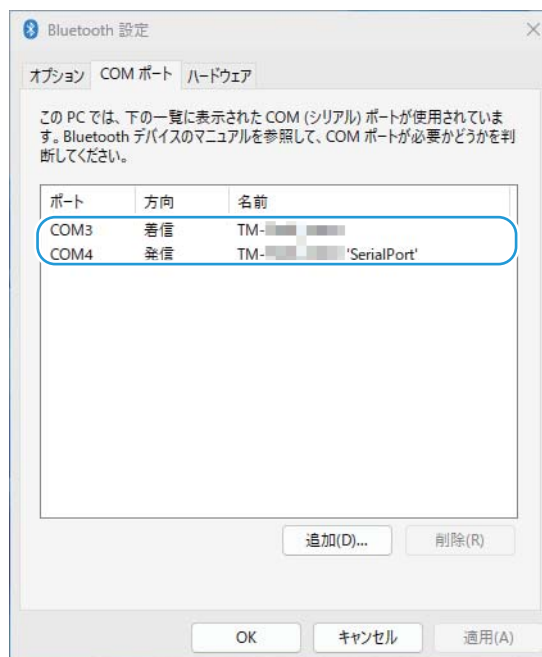 Bluetooth 設定
オプション COM ポート ハードウェア
この PC では、下の一覧に表示された COM (シリアル) ポートが使用されていま
す。Bluetooth デバイスのマニュアルを参照して、COM ポートが必要かどうかを判
断してください。
ポート 方向 名前
COM3 着信 TM-
COM4 発信 TM- 'SerialPort'
追加(D)... 削除(R)
OK キャンセル 適用(A)